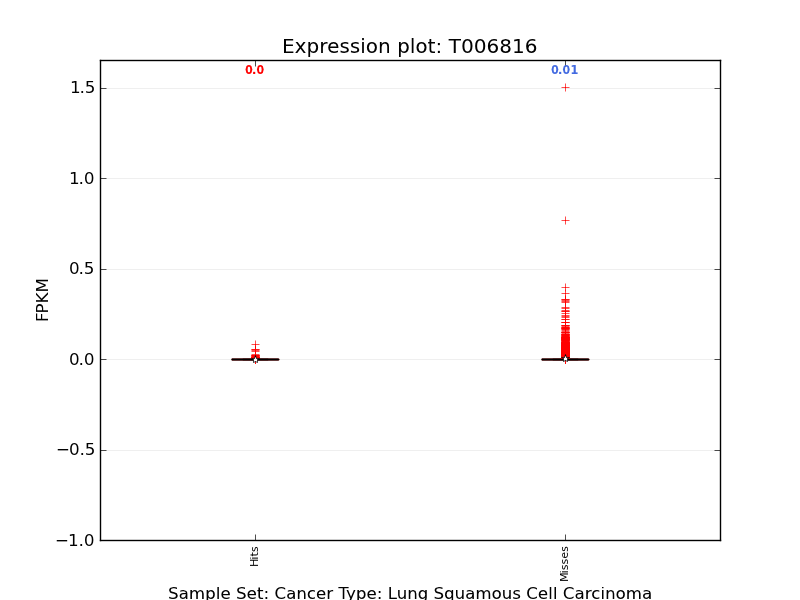 Expression plot: T006816
0.0
0.01
1.5
1.0
0.5
0.0
−0.5
−1.0
FPKM
Hits
Misses
Sample Set: Cancer Type: Lung Squamous Cell Carcinoma